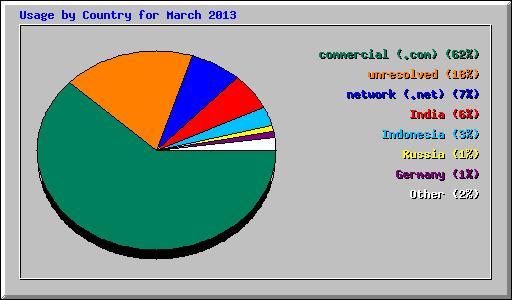 Usage by Country for March 2013
commercial (.com) (62%)
unresolved (18%)
network (.net) (7%)
India (6%)
Indonesia (3%)
Russia (1%)
Germany (1%)
Other (2%)